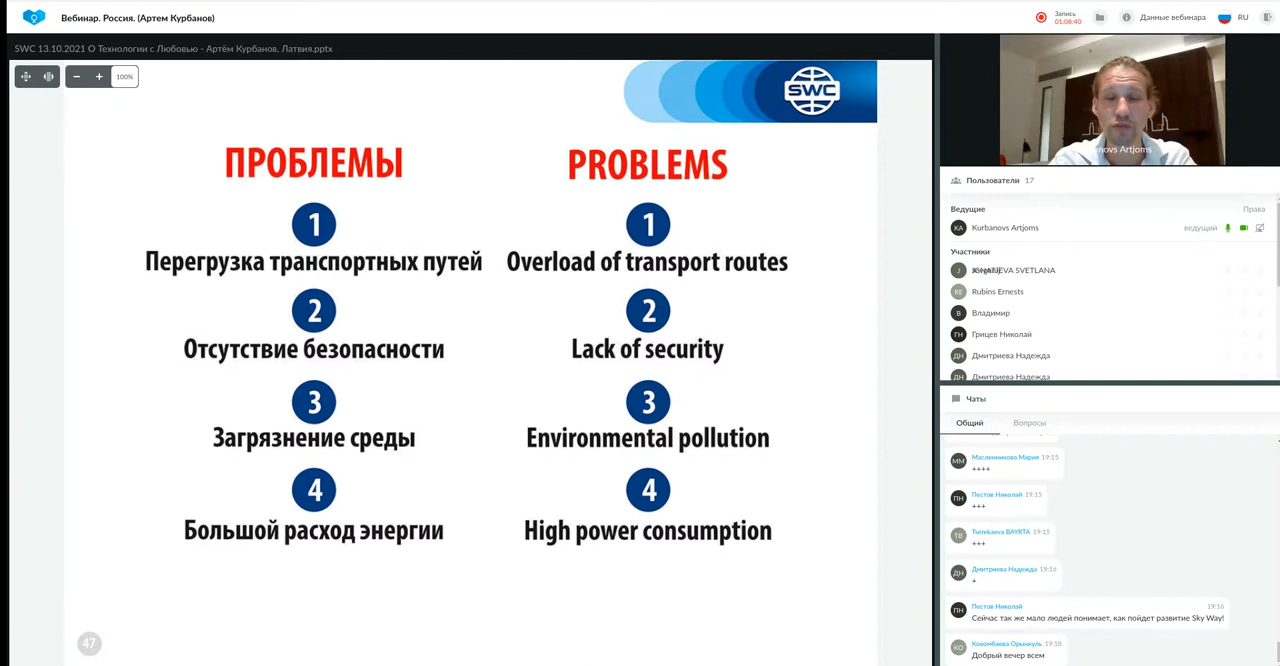 Вебинар. Россия. (Артем Курбанов)
Запись
01:08:40
Данные вебинара
RU
SWC 13.10.2021 О Технологии с Любовью - Артём Курбанов, Латвия.pptx
100%
SWC
ПРОБЛЕМЫ
1
Перегрузка транспортных путей
2
Отсутствие безопасности
3
Загрязнение среды
4
Большой расход энергии
PROBLEMS
1
Overload of transport routes
2
Lack of security
3
Environmental pollution
4
High power consumption
47
novs Artjoms
Пользователи 17
Ведущие
Права
KA
Kurbanovs Artjoms
ведущий
Участники
J
SVETLANA
RE
Rubins Ernests
В
Владимир
ГН
Грицев Николай
ДН
Дмитриева Надежда
ДН
Дмитриева Надежда
Чаты
Общий
Вопросы
ММ
Масленникова Мария 19:15
++++
ПН
Пестов Николай 19:15
+++
TB
Tserekaeva BAYRTA 19:15
+++
ДН
Дмитриева Надежда 19:16
+
ПН
Пестов Николай 19:16
Сейчас так же мало людей понимает, как пойдет развитие Sky Way!
КО
Кокомбаева Орынкуль 19:18
Добрый вечер всем